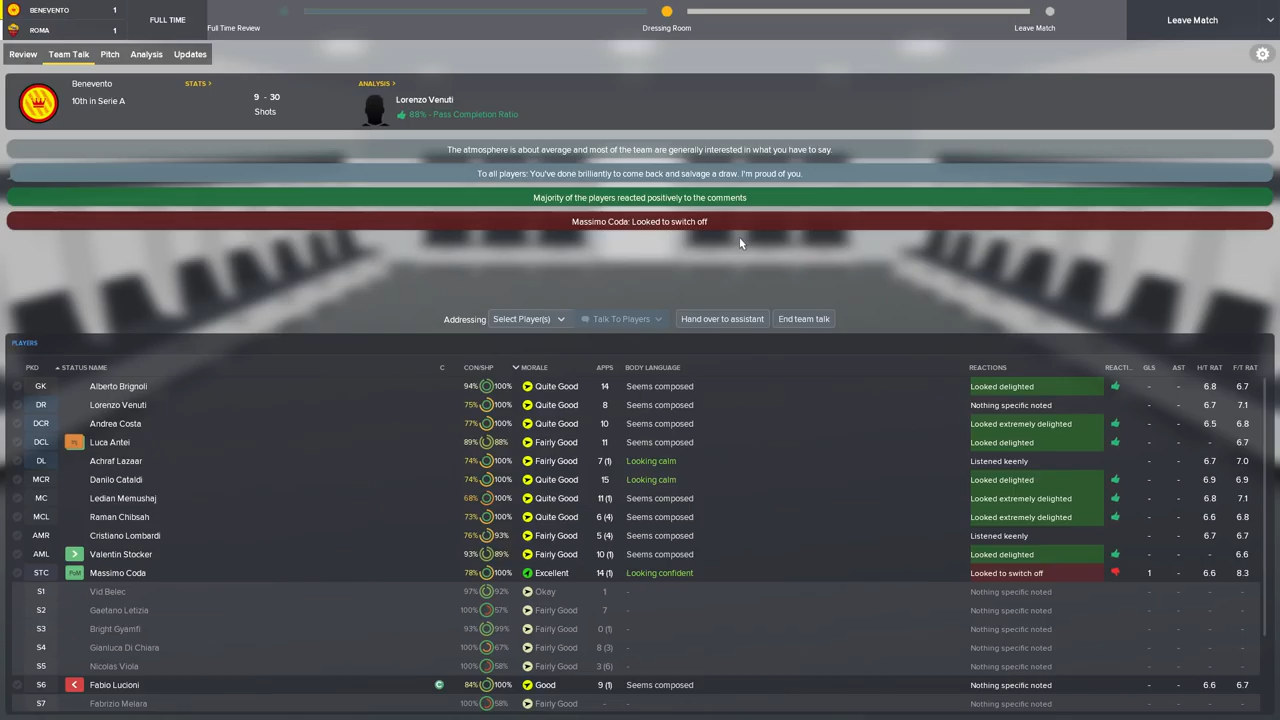 BENEVENTO 1
ROMA 1
FULL TIME
Full Time Review
Dressing Room
Leave Match
Leave Match
Review Team Talk Pitch Analysis Updates
Benevento
10th in Serie A
STATS >
9 - 30
Shots
ANALYSIS >
Lorenzo Venuti
88% - Pass Completion Ratio
The atmosphere is about average and most of the team are generally interested in what you have to say.
To all players: You've done brilliantly to come back and salvage a draw. I'm proud of you.
Majority of the players reacted positively to the comments
Massimo Coda: Looked to switch off
Addressing Select Player(s) Talk To Players Hand over to assistant End team talk
PLAYERS
PKD STATUS NAME C CON/SHP MORALE APPS BODY LANGUAGE REACTIONS REACTI... GLS AST H/T RAT F/T RAT
GK Alberto Brignoli 94% 100% Quite Good 14 Seems composed Looked delighted - - 6.8 6.7
DR Lorenzo Venuti 75% 100% Quite Good 8 Seems composed Nothing specific noted - - 6.7 7.1
DCR Andrea Costa 77% 100% Quite Good 10 Seems composed Looked extremely delighted - - 6.5 6.8
DCL Luca Antei 89% 88% Fairly Good 11 Seems composed Looked delighted - - - 6.7
DL Achraf Lazaar 74% 100% Fairly Good 7 (1) Looking calm Listened keenly - - 6.7 7.0
MCR Danilo Cataldi 74% 100% Quite Good 15 Looking calm Looked delighted - - 6.9 6.9
MC Ledian Memushaj 68% 100% Quite Good 11 (1) Seems composed Looked extremely delighted - - 6.8 7.1
MCL Raman Chibsah 73% 100% Quite Good 6 (4) Seems composed Looked extremely delighted - - 6.6 6.8
AMR Cristiano Lombardi 76% 93% Fairly Good 5 (4) Seems composed Listened keenly - - 6.7 6.7
AML Valentin Stocker 93% 89% Fairly Good 10 (1) Seems composed Looked delighted - - - 6.6
STC PoM Massimo Coda 78% 100% Excellent 14 (1) Looking confident Looked to switch off 1 - 6.6 8.3
S1 Vid Belec 97% 92% Okay 1 - Nothing specific noted - - - -
S2 Gaetano Letizia 100% 57% Fairly Good 7 - Nothing specific noted - - - -
S3 Bright Gyamfi 93% 99% Fairly Good 0 (1) - Nothing specific noted - - - -
S4 Gianluca Di Chiara 100% 67% Fairly Good 8 (3) - Nothing specific noted - - - -
S5 Nicolas Viola 100% 58% Fairly Good 3 (6) - Nothing specific noted - - - -
S6 Fabio Lucioni C 84% 100% Good 9 (1) Seems composed Nothing specific noted - - 6.6 6.7
S7 Fabrizio Melara 100% 58% Fairly Good - - Nothing specific noted - - - -